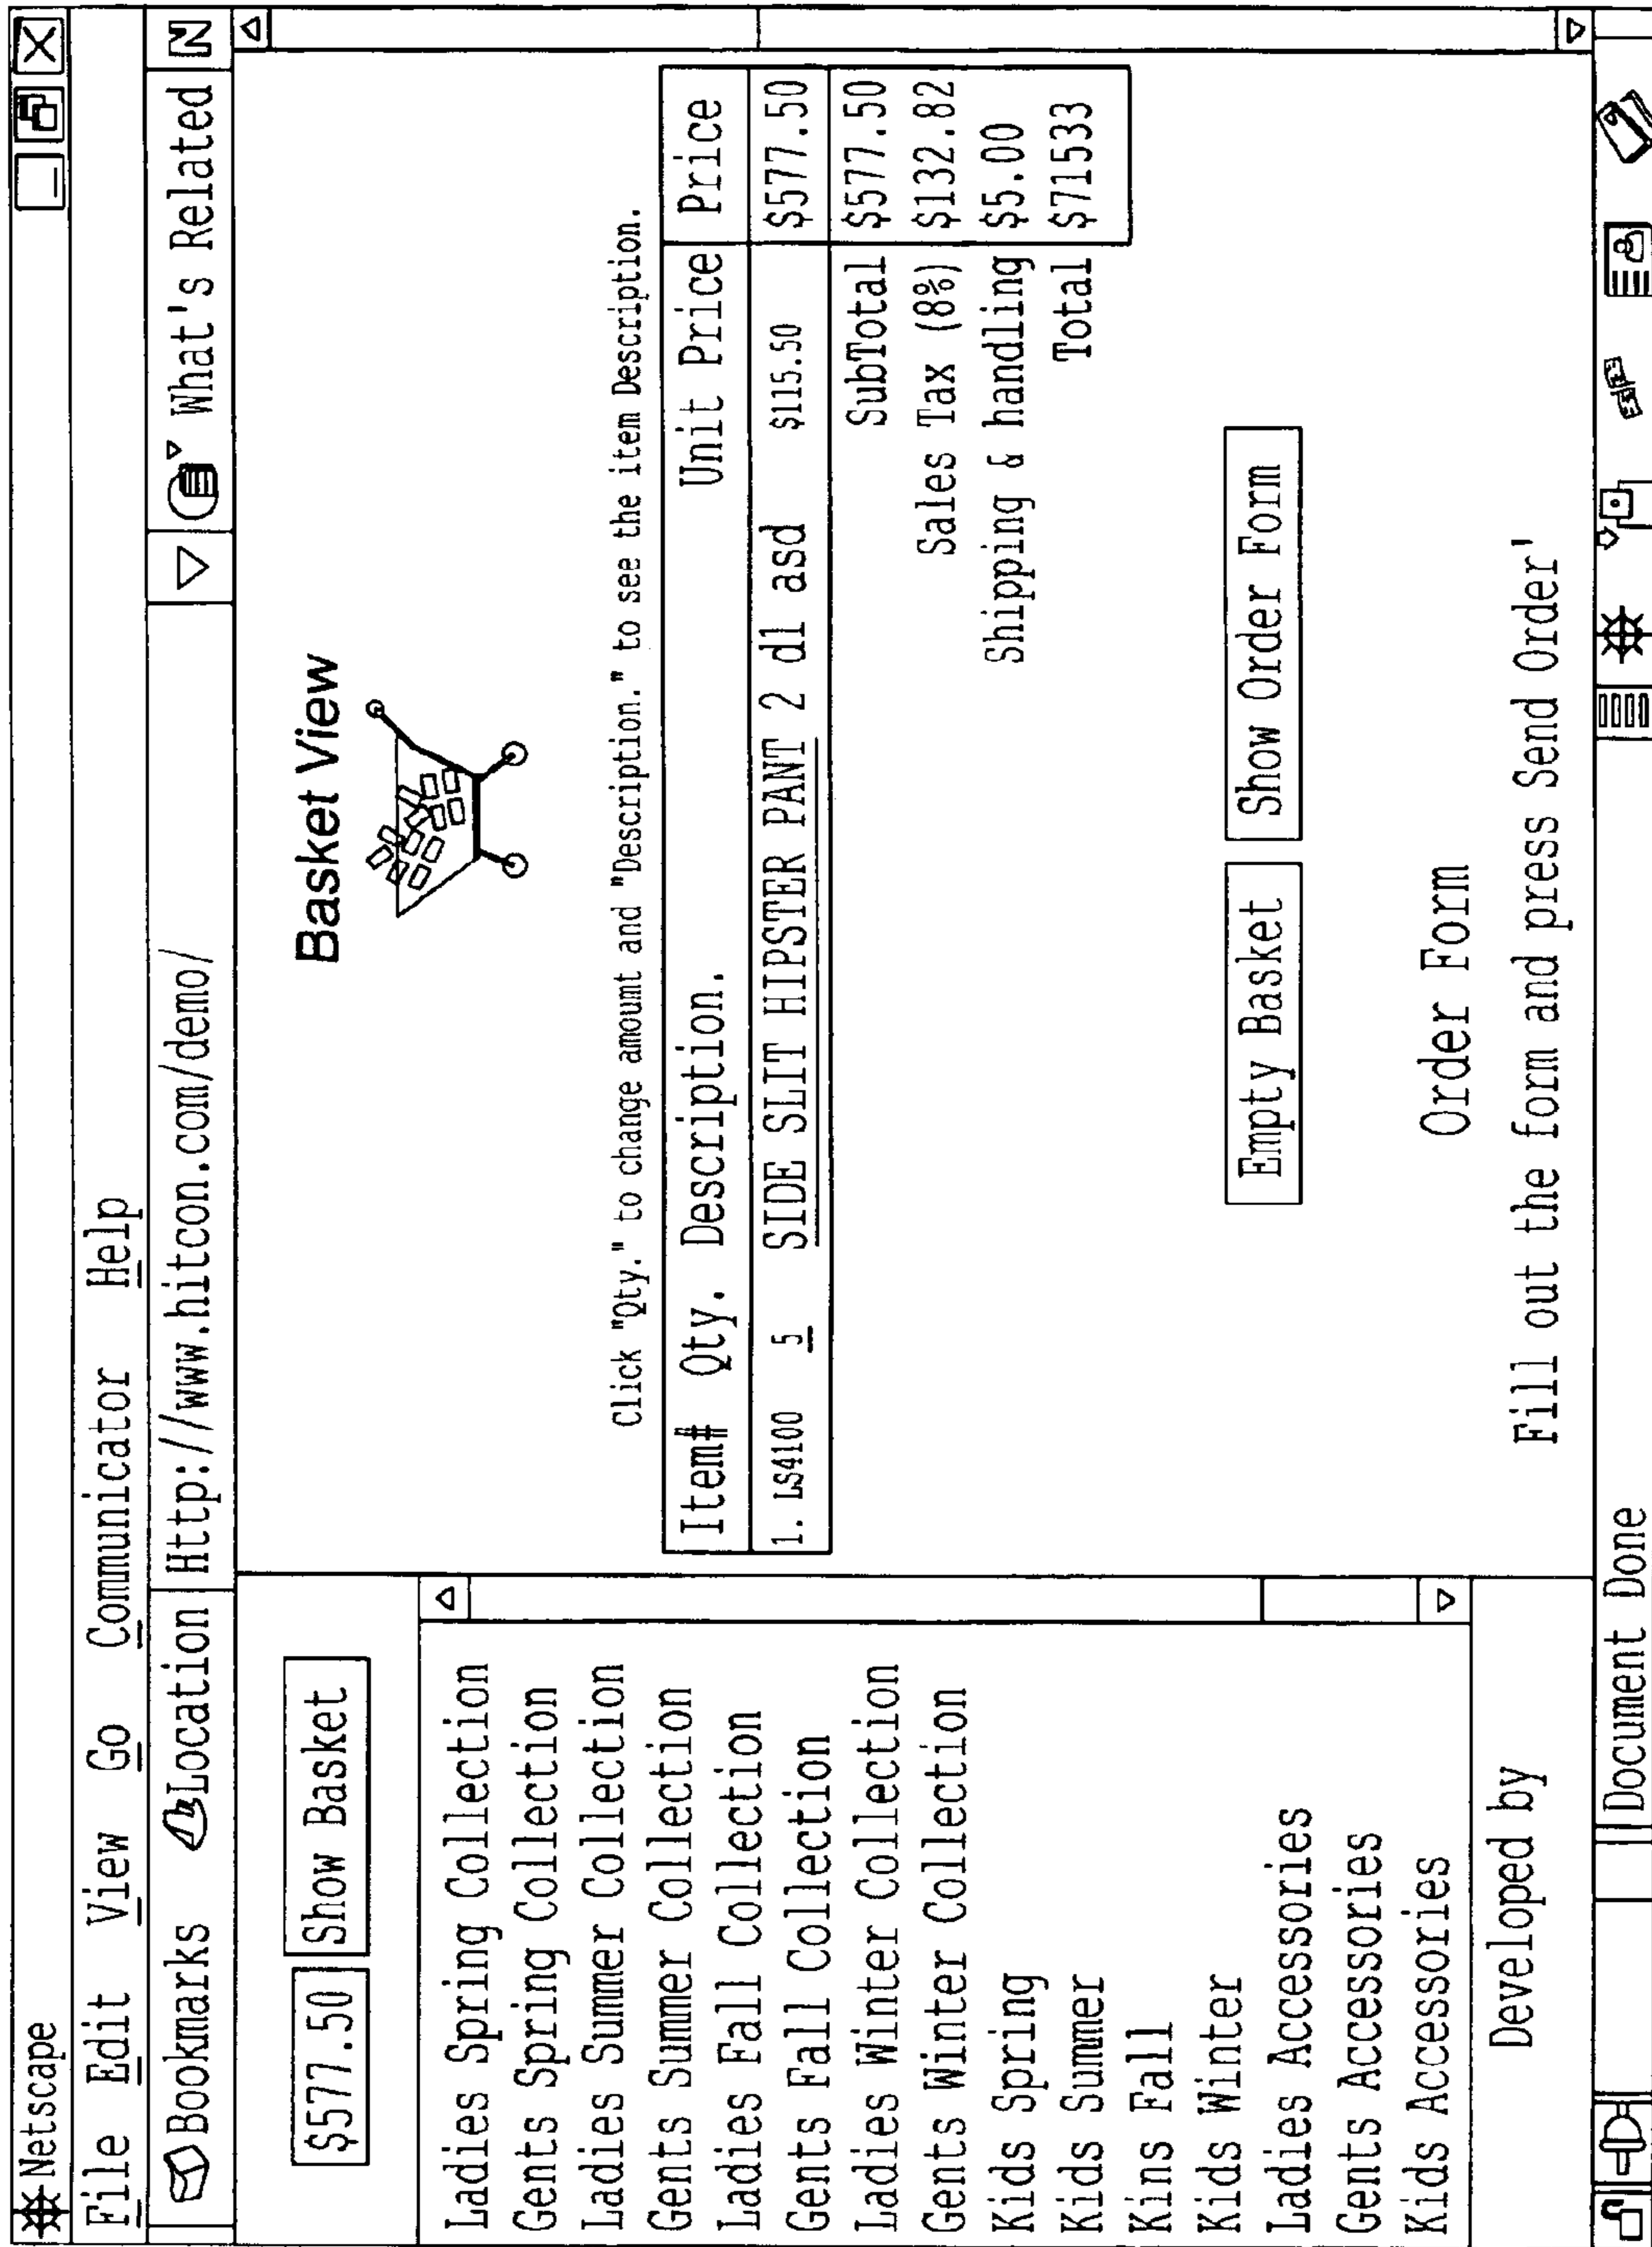 Netscape
File Edit View Go Communicator Help
Bookmarks Location Http://www.hitcon.com/demo/ What's Related N
$577.50 Show Basket
Ladies Spring Collection
Gents Spring Collection
Ladies Summer Collection
Gents Summer Collection
Ladies Fall Collection
Gents Fall Collection
Ladies Winter Collection
Gents Winter Collection
Kids Spring
Kids Summer
Kins Fall
Kids Winter
Ladies Accessories
Gents Accessories
Kids Accessories
Developed by
Basket View
Click "Qty." to change amoumt and "Description." to see the item Description.
Item# Qty. Description. Unit Price Price
1. LS4100 5 SIDE SLIT HIPSTER PANT 2 dl asd $115.50 $577.50
SubTotal $577.50
Sales Tax (8%) $132.82
Shipping & handling $5.00
Total $71533
Empty Basket Show Order Form
Order Form
Fill out the form and press Send Order'
Document Done